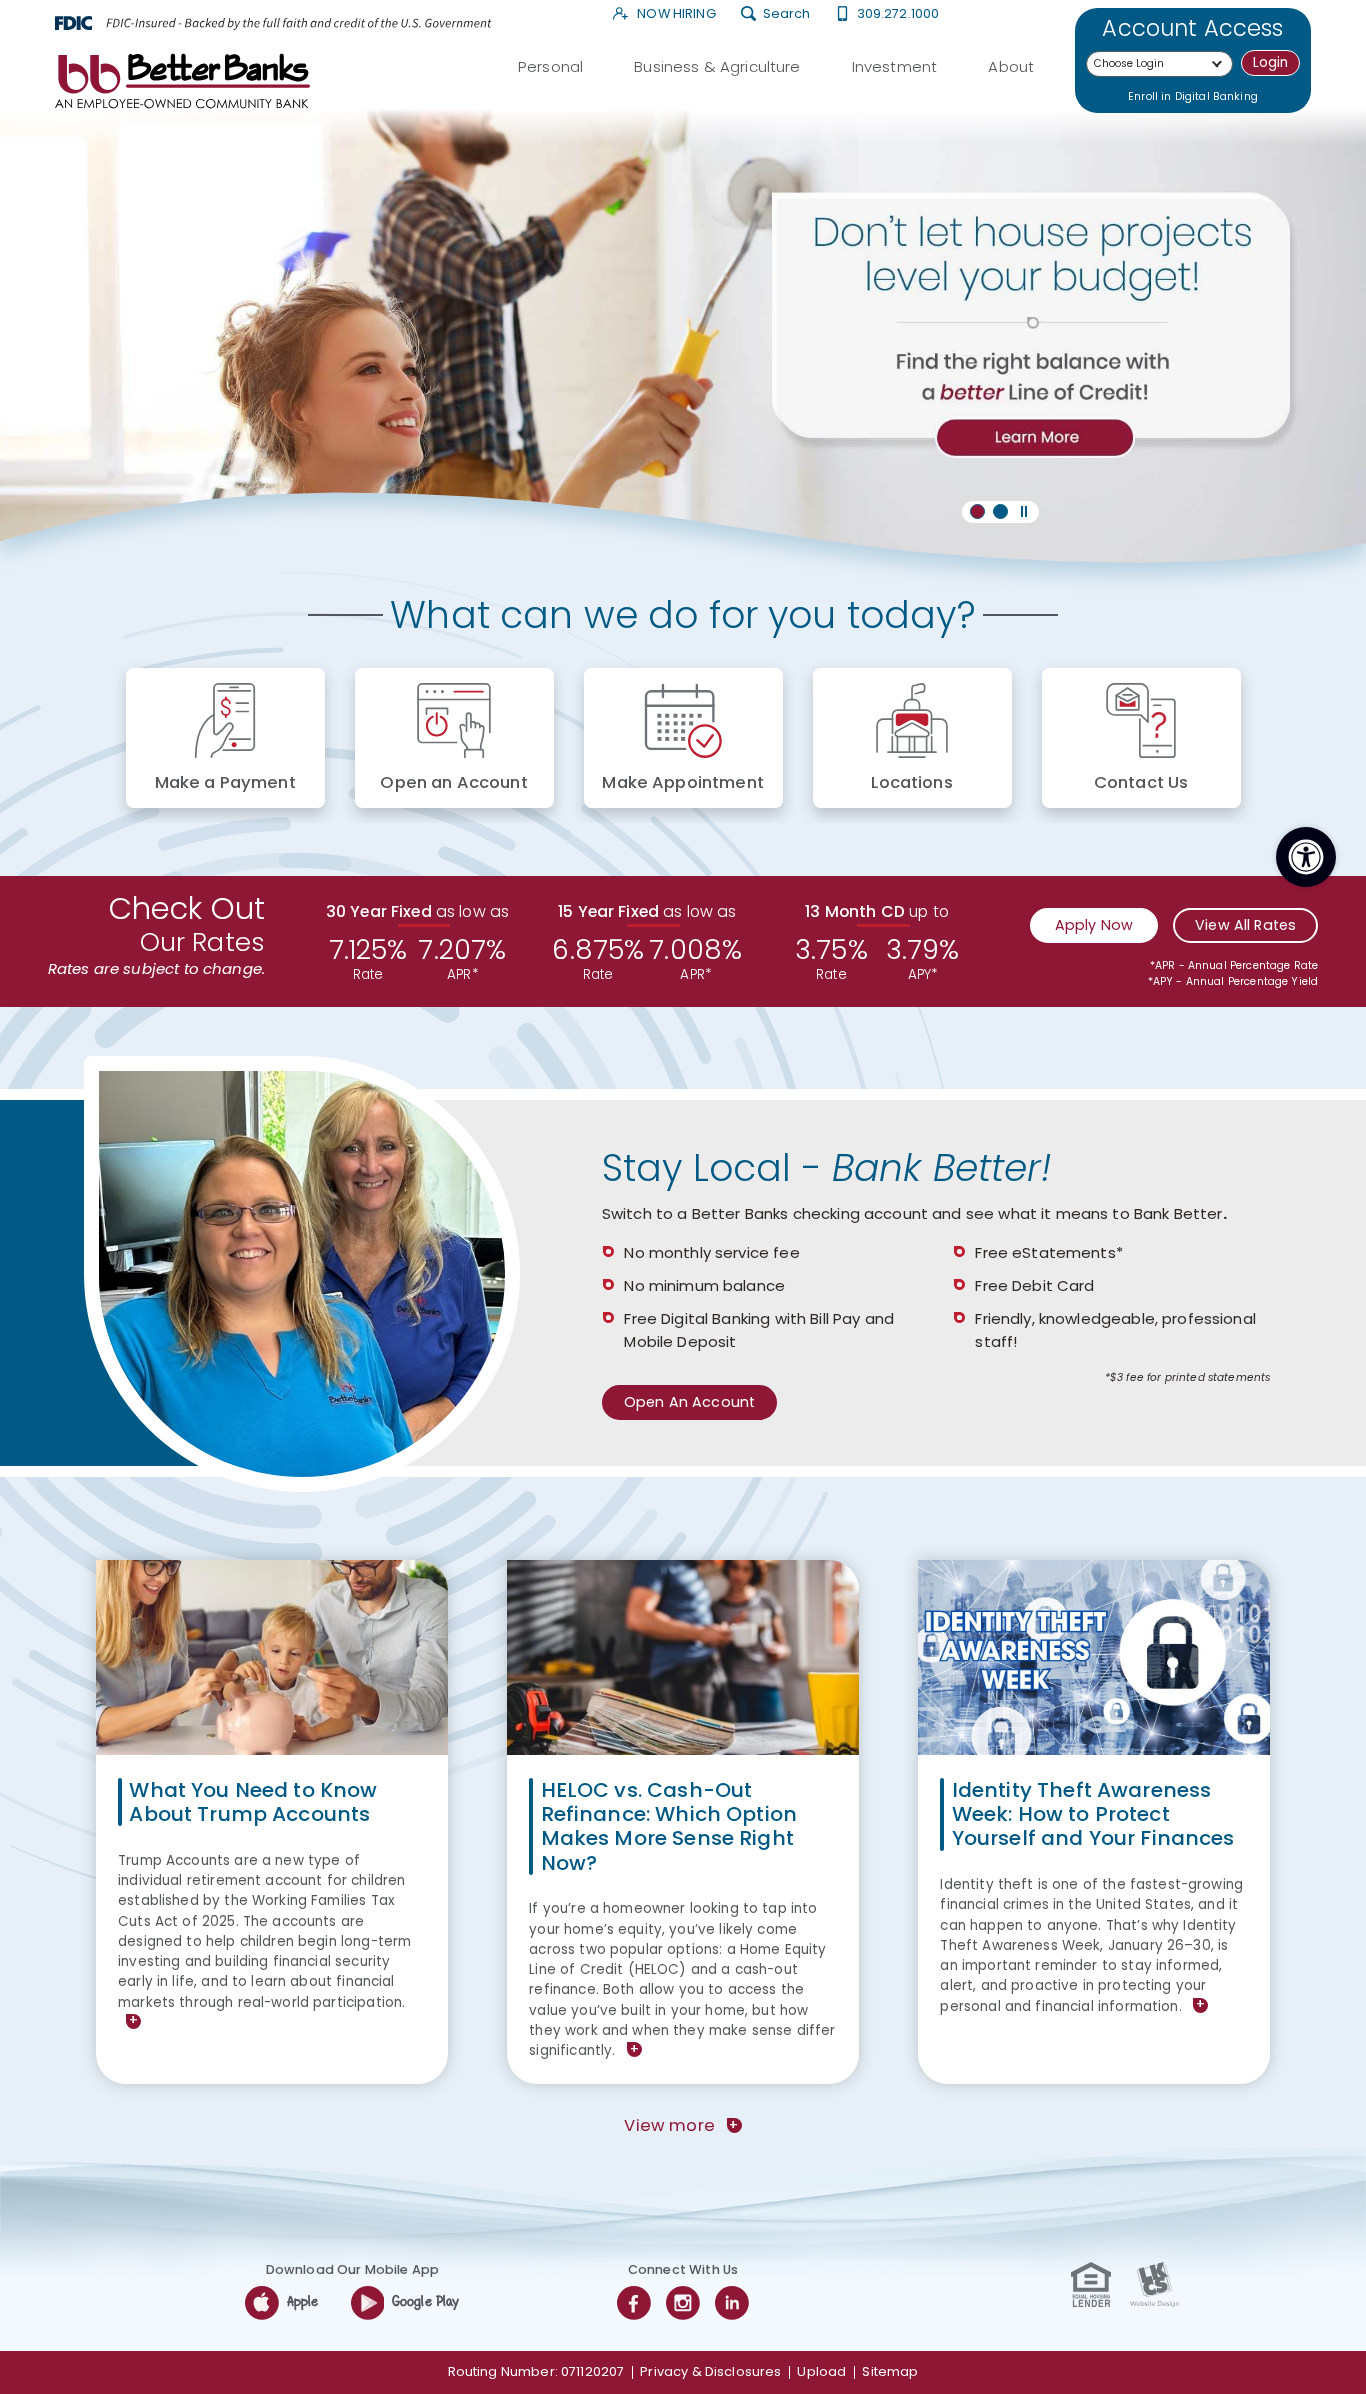 FDIC FDIC-Insured - Backed by the full faith and credit of the U.S. Government
NOW HIRING Search 309.272.1000
bb Better Banks
AN EMPLOYEE-OWNED COMMUNITY BANK
Personal Business & Agriculture Investment About
Account Access
Choose Login Login
Enroll in Digital Banking
Don't let house projects
level your budget!
Find the right balance with
a better Line of Credit!
Learn More
What can we do for you today?
Make a Payment
Open an Account
Make Appointment
Locations
Contact Us
Check Out
Our Rates
Rates are subject to change.
30 Year Fixed as low as
7.125% 7.207%
Rate APR*
15 Year Fixed as low as
6.875% 7.008%
Rate APR*
13 Month CD up to
3.75% 3.79%
Rate APY*
Apply Now View All Rates
*APR - Annual Percentage Rate
*APY - Annual Percentage Yield
Stay Local - Bank Better!
Switch to a Better Banks checking account and see what it means to Bank Better.
No monthly service fee
No minimum balance
Free Digital Banking with Bill Pay and
Mobile Deposit
Free eStatements*
Free Debit Card
Friendly, knowledgeable, professional
staff!
*$3 fee for printed statements
Open An Account
What You Need to Know
About Trump Accounts
Trump Accounts are a new type of
individual retirement account for children
established by the Working Families Tax
Cuts Act of 2025. The accounts are
designed to help children begin long-term
investing and building financial security
early in life, and to learn about financial
markets through real-world participation.
HELOC vs. Cash-Out
Refinance: Which Option
Makes More Sense Right
Now?
If you're a homeowner looking to tap into
your home's equity, you've likely come
across two popular options: a Home Equity
Line of Credit (HELOC) and a cash-out
refinance. Both allow you to access the
value you've built in your home, but how
they work and when they make sense differ
significantly.
IDENTITY THEFT
AWARENESS
WEEK
Identity Theft Awareness
Week: How to Protect
Yourself and Your Finances
Identity theft is one of the fastest-growing
financial crimes in the United States, and it
can happen to anyone. That's why Identity
Theft Awareness Week, January 26–30, is
an important reminder to stay informed,
alert, and proactive in protecting your
personal and financial information.
View more
Download Our Mobile App
Apple Google Play
Connect With Us
EQUAL HOUSING
LENDER
LKCS
Website Design
Routing Number: 071120207 | Privacy & Disclosures | Upload | Sitemap